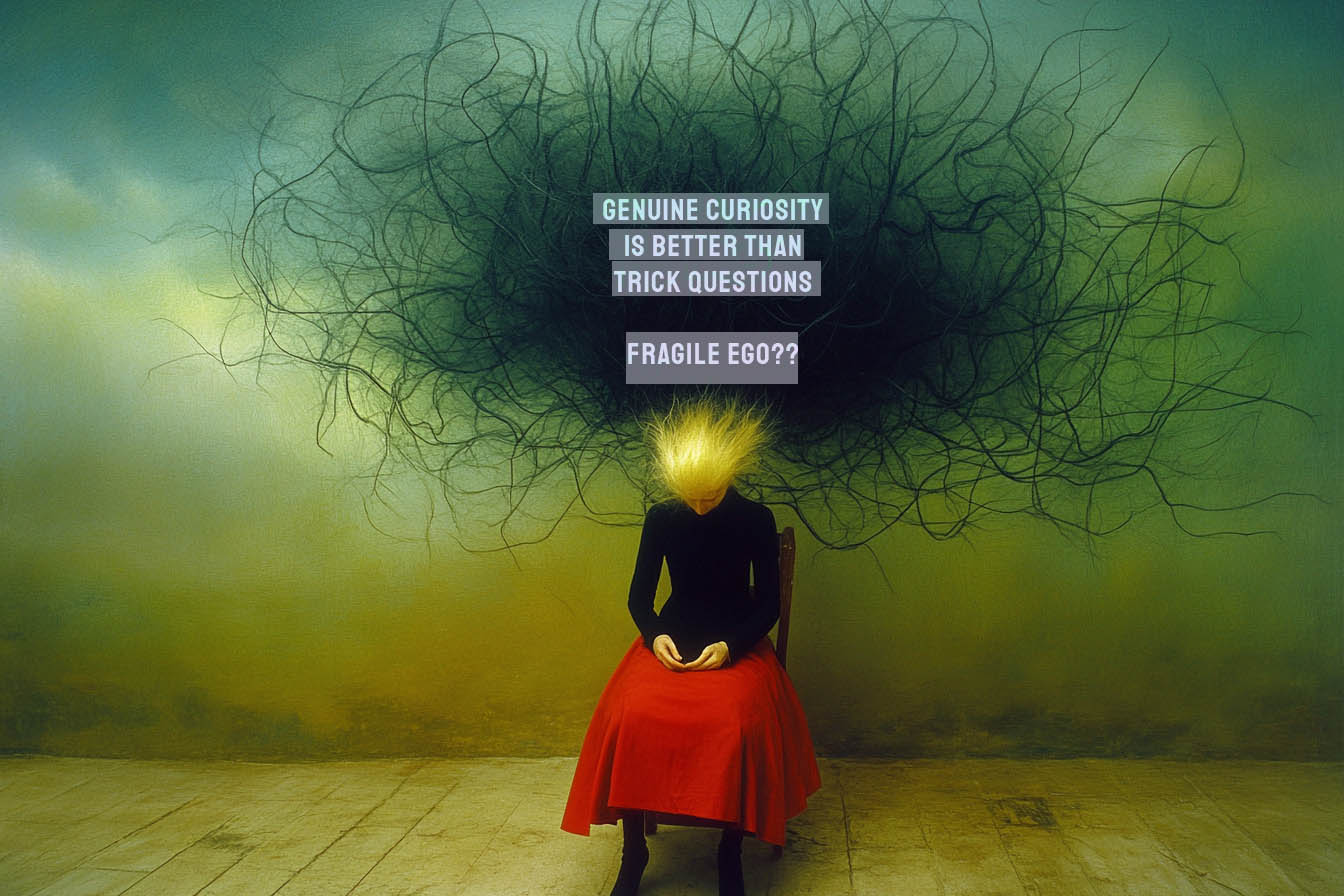 GENUINE CURIOSITY
IS BETTER THAN
TRICK QUESTIONS
FRAGILE EGO??